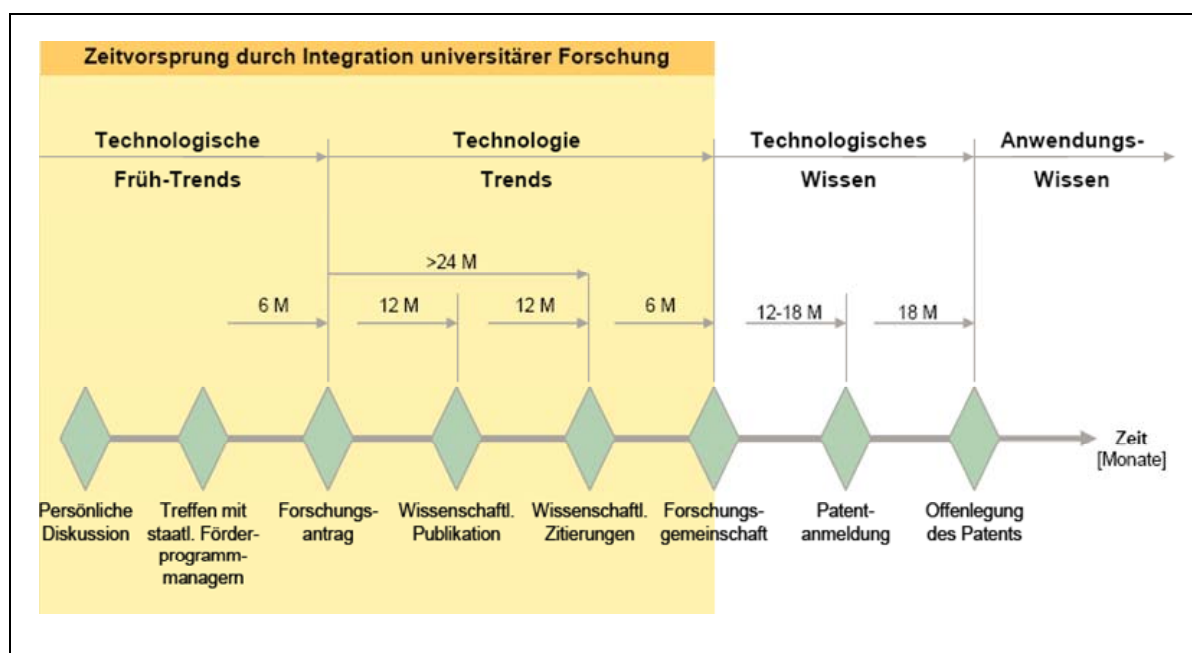 Zeitvorsprung durch Integration universitärer Forschung
Technologische
Früh-Trends
Technologie
Trends
Technologisches
Wissen
Anwendungs-
Wissen
>24 M
6 M
12 M
12 M
6 M
12-18 M
18 M
Zeit
[Monate]
Persönliche
Diskussion
Treffen mit
staatl. Förder-
programm-
managern
Forschungs-
antrag
Wissenschaftl.
Publikation
Wissenschaftl.
Zitierungen
Forschungs-
gemeinschaft
Patent-
anmeldung
Offenlegung
des Patents